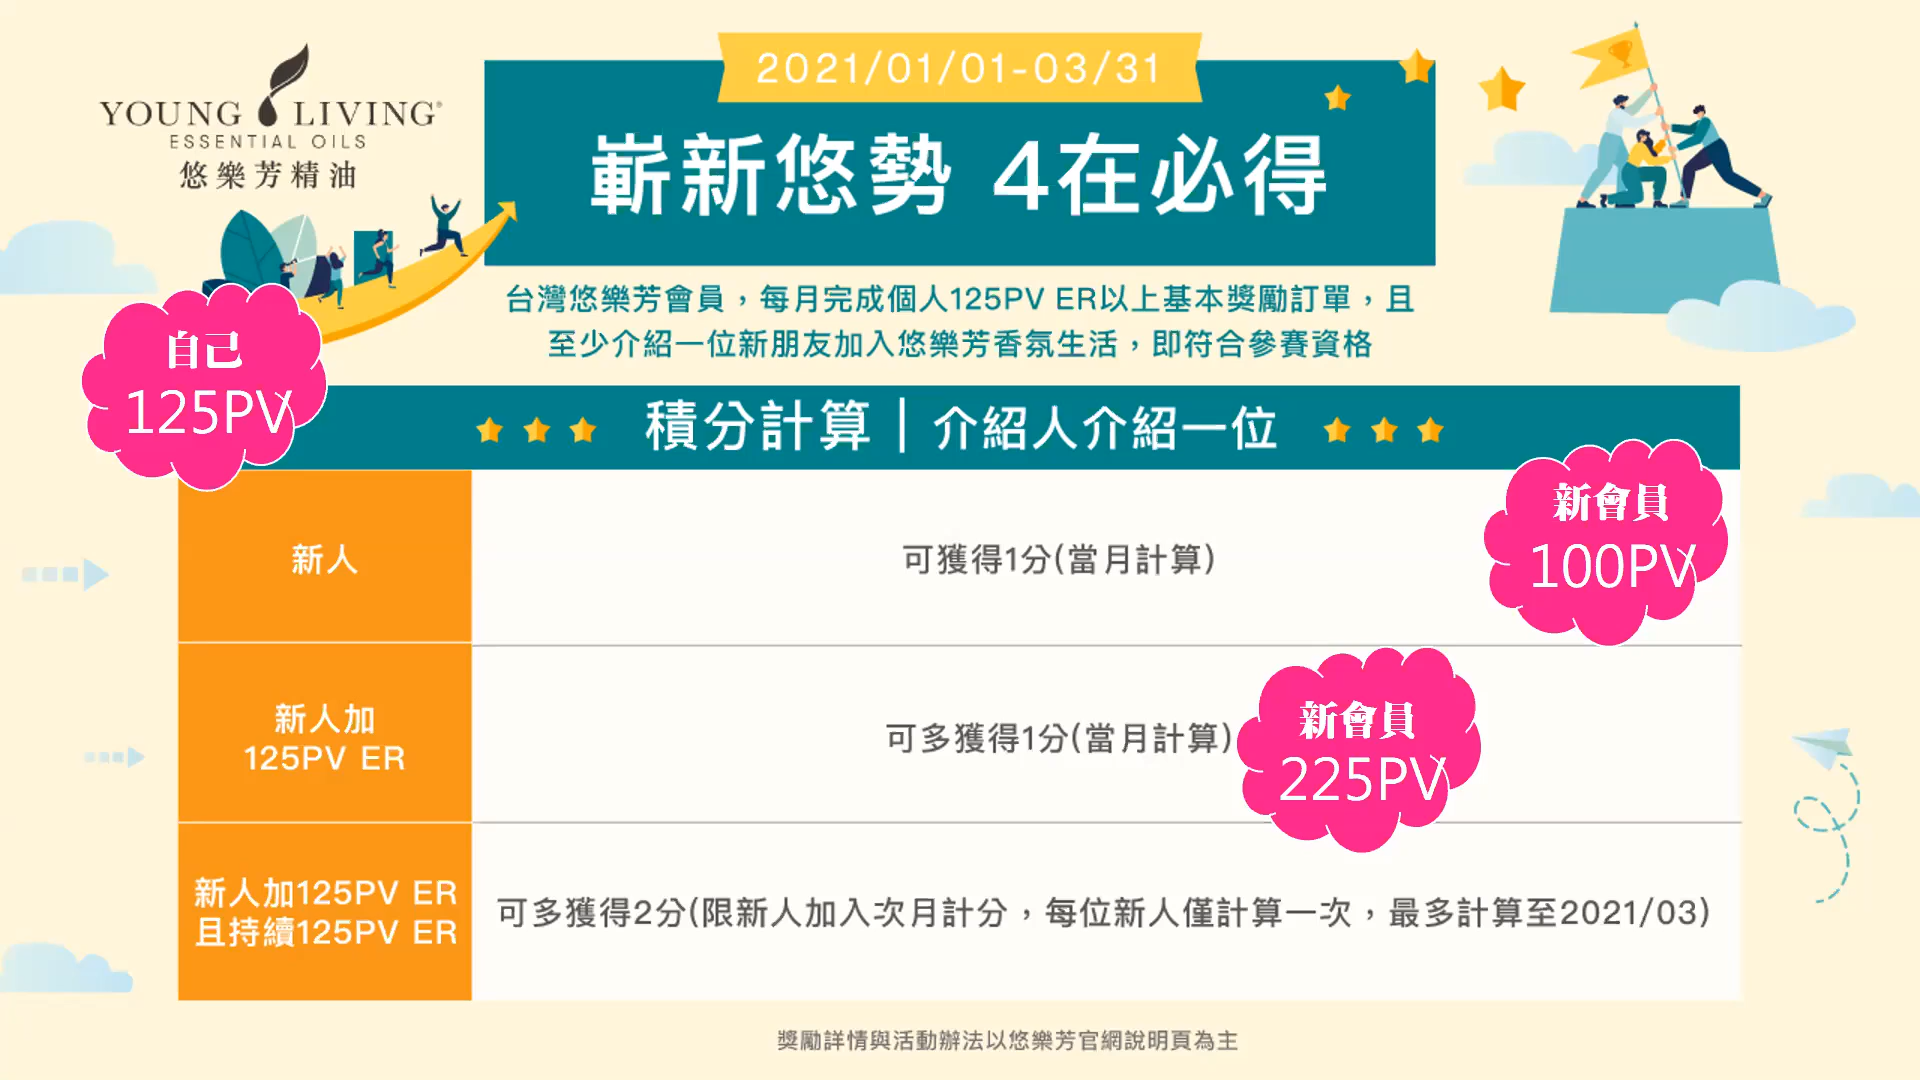 YOUNG LIVING®
ESSENTIAL OILS
悠樂芳精油
2021/01/01-03/31
嶄新悠勢 4在必得
台灣悠樂芳會員，每月完成個人125PV ER以上基本獎勵訂單，且
至少介紹一位新朋友加入悠樂芳香氛生活，即符合參賽資格
自己
125PV
積分計算｜介紹人介紹一位
新人
可獲得1分(當月計算)
新會員
100PV
新人加
125PV ER
可多獲得1分(當月計算)
新會員
225PV
新人加125PV ER
且持續125PV ER
可多獲得2分(限新人加入次月計分，每位新人僅計算一次，最多計算至2021/03)
獎勵詳情與活動辦法以悠樂芳官網說明頁為主